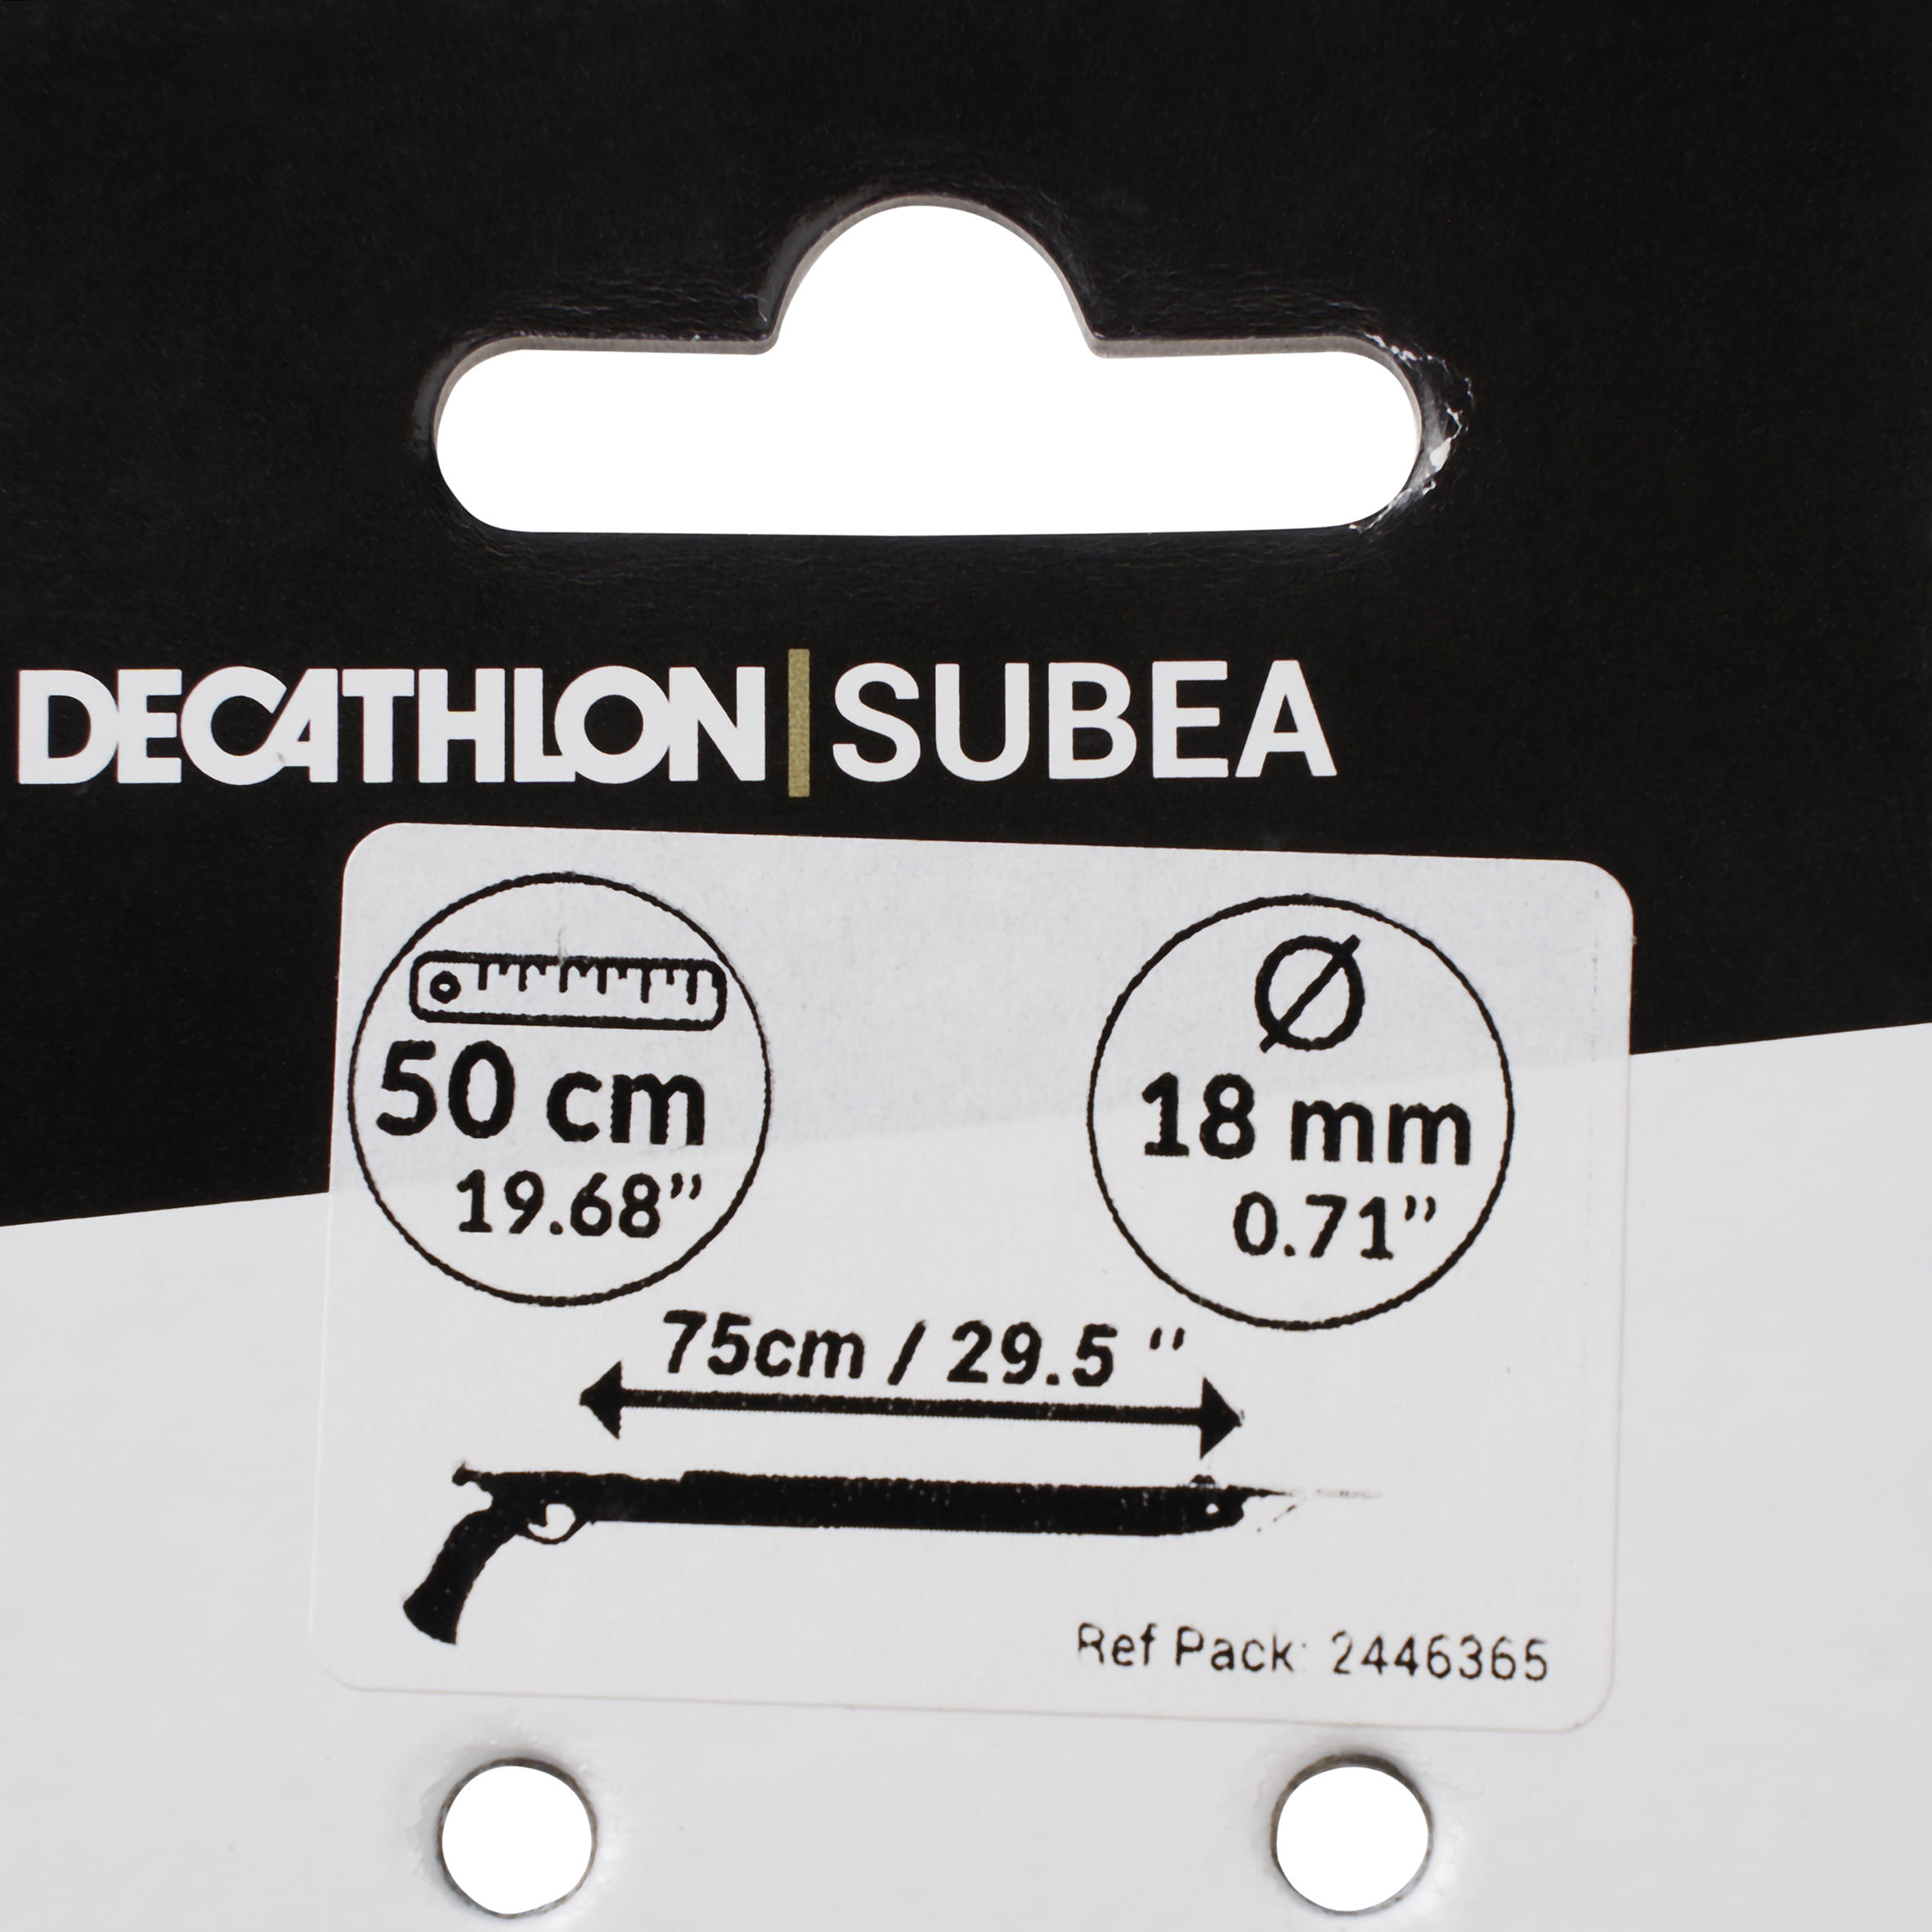 DECATHLON | SUBEA
50 cm
19.68”
Ø
18 mm
0.71”
75cm / 29.5 "
Ref Pack: 2446365